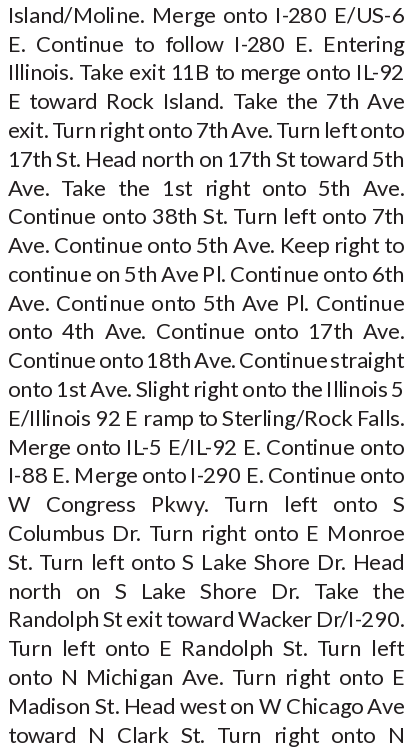 Island/Moline. Merge onto I-280 E/US-6
E. Continue to follow I-280 E. Entering
Illinois. Take exit 11B to merge onto IL-92
E toward Rock Island. Take the 7th Ave
exit. Turn right onto 7th Ave. Turn left onto
17th St. Head north on 17th St toward 5th
Ave. Take the 1st right onto 5th Ave.
Continue onto 38th St. Turn left onto 7th
Ave. Continue onto 5th Ave. Keep right to
continue on 5th Ave Pl. Continue onto 6th
Ave. Continue onto 5th Ave Pl. Continue
onto 4th Ave. Continue onto 17th Ave.
Continue onto 18th Ave. Continue straight
onto 1st Ave. Slight right onto the Illinois 5
E/Illinois 92 E ramp to Sterling/Rock Falls.
Merge onto IL-5 E/IL-92 E. Continue onto
I-88 E. Merge onto I-290 E. Continue onto
W Congress Pkwy. Turn left onto S
Columbus Dr. Turn right onto E Monroe
St. Turn left onto S Lake Shore Dr. Head
north on S Lake Shore Dr. Take the
Randolph St exit toward Wacker Dr/I-290.
Turn left onto E Randolph St. Turn left
onto N Michigan Ave. Turn right onto E
Madison St. Head west on W Chicago Ave
toward N Clark St. Turn right onto N